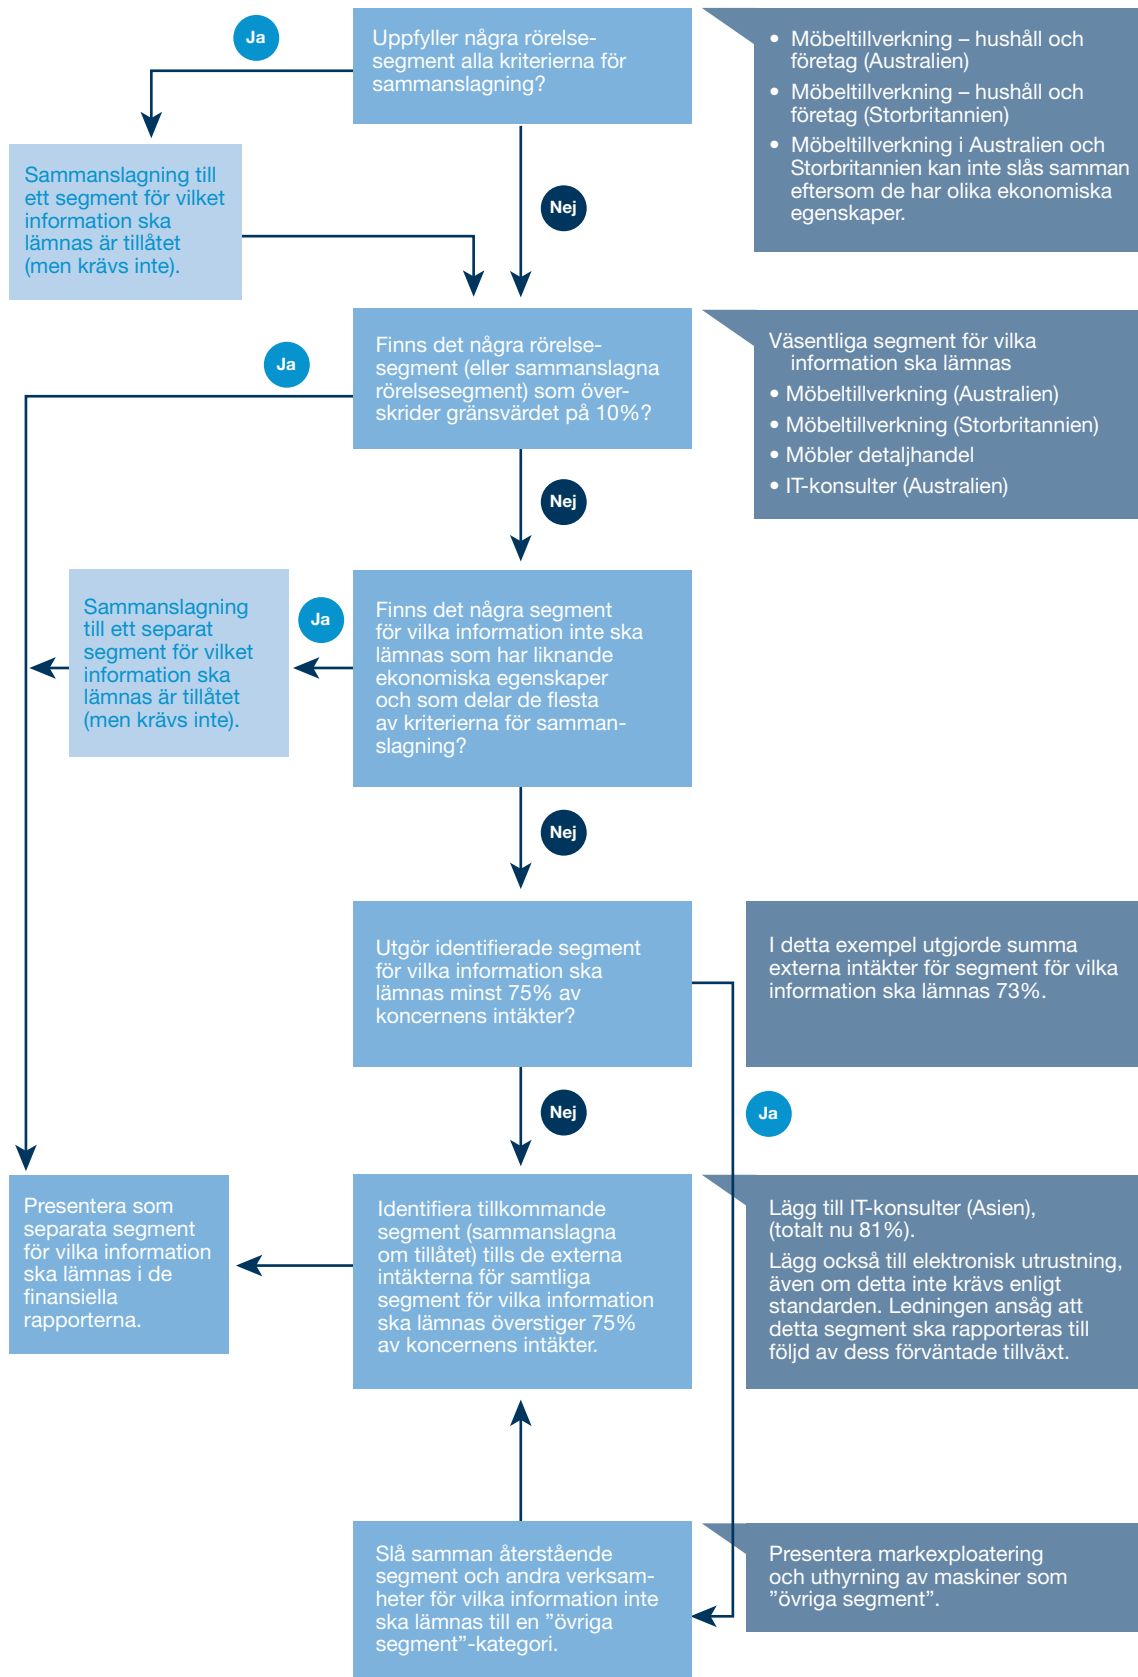 Ja
Uppfyller några rörelse-
segment alla kriterierna för
sammanslagning?
• Möbeltillverkning – hushåll och
företag (Australien)
• Möbeltillverkning – hushåll och
företag (Storbritannien)
• Möbeltillverkning i Australien och
Storbritannien kan inte slås samman
eftersom de har olika ekonomiska
egenskaper.
Sammanslagning till
ett segment för vilket
information ska
lämnas är tillåtet
(men krävs inte).
Nej
Ja
Finns det några rörelse-
segment (eller sammanslagna
rörelsesegment) som över-
skrider gränsvärdet på 10%?
Väsentliga segment för vilka
information ska lämnas
• Möbeltillverkning (Australien)
• Möbeltillverkning (Storbritannien)
• Möbler detaljhandel
• IT-konsulter (Australien)
Nej
Sammanslagning
till ett separat
segment för vilket
information ska
lämnas är tillåtet
(men krävs inte).
Ja
Finns det några segment
för vilka information inte ska
lämnas som har liknande
ekonomiska egenskaper
och som delar de flesta
av kriterierna för samman-
slagning?
Nej
Utgör identifierade segment
för vilka information ska
lämnas minst 75% av
koncernens intäkter?
I detta exempel utgjorde summa
externa intäkter för segment för vilka
information ska lämnas 73%.
Nej
Ja
Presentera som
separata segment
för vilka information
ska lämnas i de
finansiella
rapporterna.
Identifiera tillkommande
segment (sammanslagna
om tillåtet) tills de externa
intäkterna för samtliga
segment för vilka information
ska lämnas överstiger 75%
av koncernens intäkter.
Lägg till IT-konsulter (Asien),
(totalt nu 81%).
Lägg också till elektronisk utrustning,
även om detta inte krävs enligt
standarden. Ledningen ansåg att
detta segment ska rapporteras till
följd av dess förväntade tillväxt.
Slå samman återstående
segment och andra verksam-
heter för vilka information inte
ska lämnas till en ”övriga
segment”-kategori.
Presentera markexploatering
och uthyrning av maskiner som
”övriga segment”.